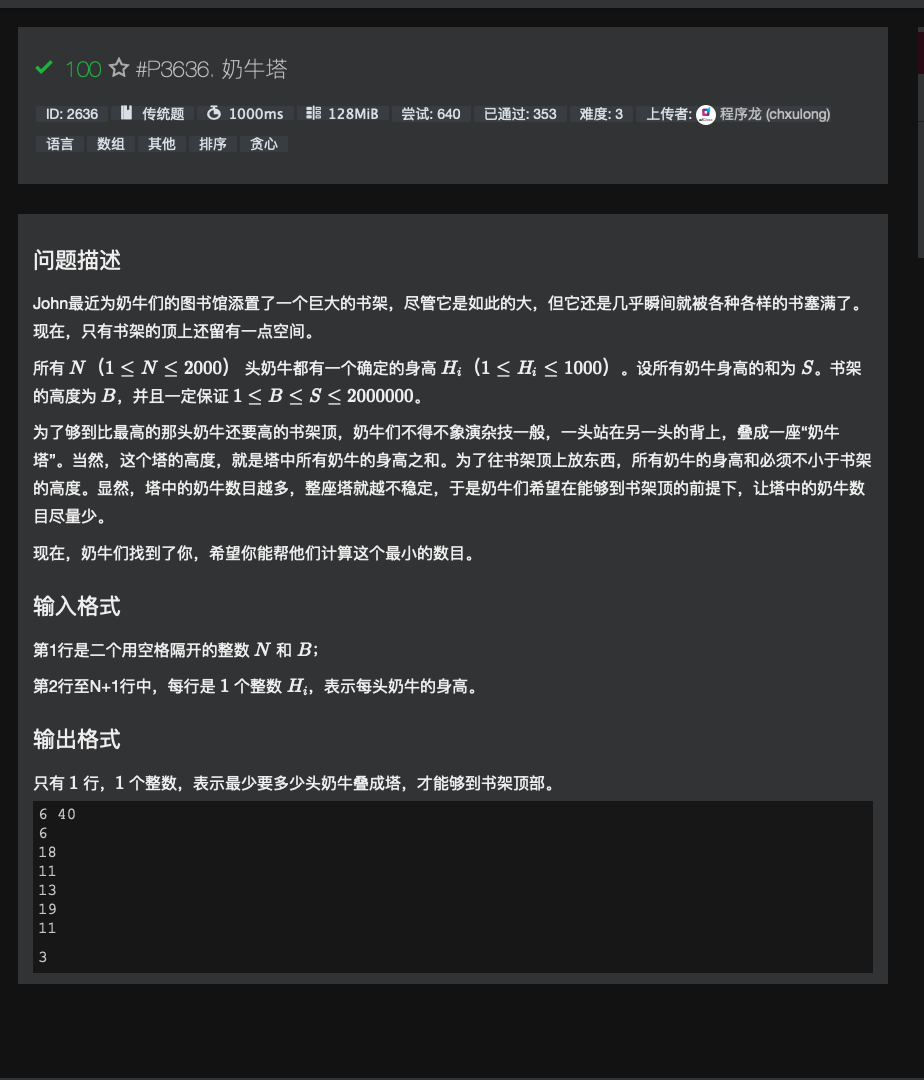 100 #P3636. 奶牛塔
ID: 2636 传统题 1000ms 128MiB 尝试: 640 已通过: 353 难度: 3 上传者: 程序龙 (chxulong)
语言 数组 其他 排序 贪心
问题描述
John最近为奶牛们的图书馆添置了一个巨大的书架，尽管它是如此的大，但它还是几乎瞬间就被各种各样的书塞满了。
现在，只有书架的顶上还留有一点空间。
所有 N（1 ≤ N ≤ 2000） 头奶牛都有一个确定的身高 Hi（1 ≤ Hi ≤ 1000）。设所有奶牛身高的和为 S。书架
的高度为 B，并且一定保证 1 ≤ B ≤ S ≤ 2000000。
为了够到比最高的那头奶牛还要高的书架顶，奶牛们不得不象演杂技一般，一头站在另一头的背上，叠成一座“奶牛
塔”。当然，这个塔的高度，就是塔中所有奶牛的身高之和。为了往书架顶上放东西，所有奶牛的身高和必须不小于书架
的高度。显然，塔中的奶牛数目越多，整座塔就越不稳定，于是奶牛们希望在能够到书架顶的前提下，让塔中的奶牛数
目尽量少。
现在，奶牛们找到了你，希望你能帮他们计算这个最小的数目。
输入格式
第1行是二个用空格隔开的整数 N 和 B；
第2行至N+1行中，每行是 1 个整数 Hi，表示每头奶牛的身高。
输出格式
只有 1 行，1 个整数，表示最少要多少头奶牛叠成塔，才能够到书架顶部。
6 40
6
18
11
13
19
11
3